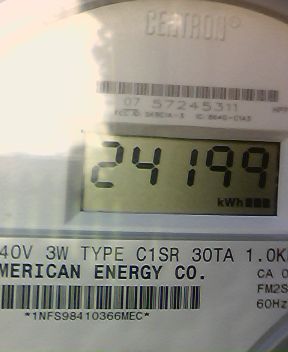 CENTRON®
07 57245311
24199
kWh
40V 3W TYPE C1SR 30TA 1.0K
MERICAN ENERGY CO.
CA 0
FM2S
60Hz
*1NFS98410366MEC*